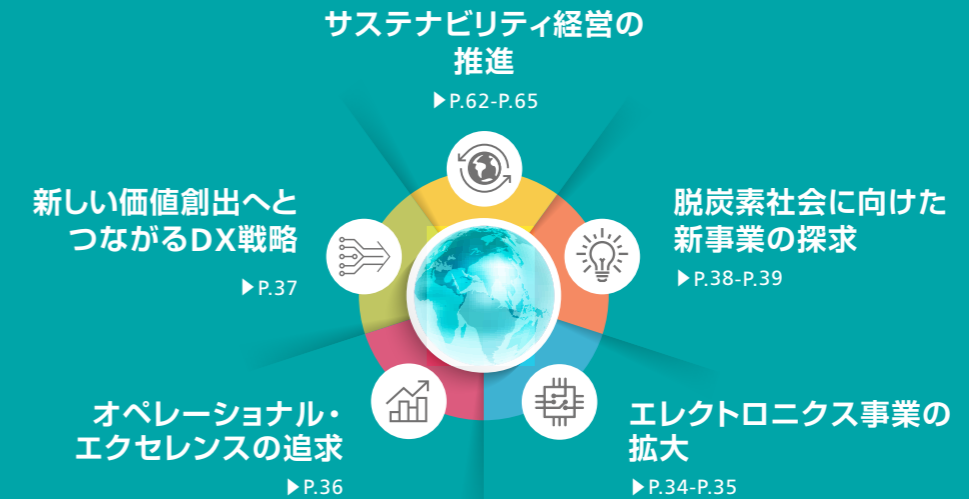 サステナビリティ経営の
推進
▶P.62-P.65
新しい価値創出へと
つながるDX戦略
▶P.37
脱炭素社会に向けた
新事業の探求
▶P.38-P.39
オペレーショナル・
エクセレンスの追求
▶P.36
エレクトロニクス事業の
拡大
▶P.34-P.35